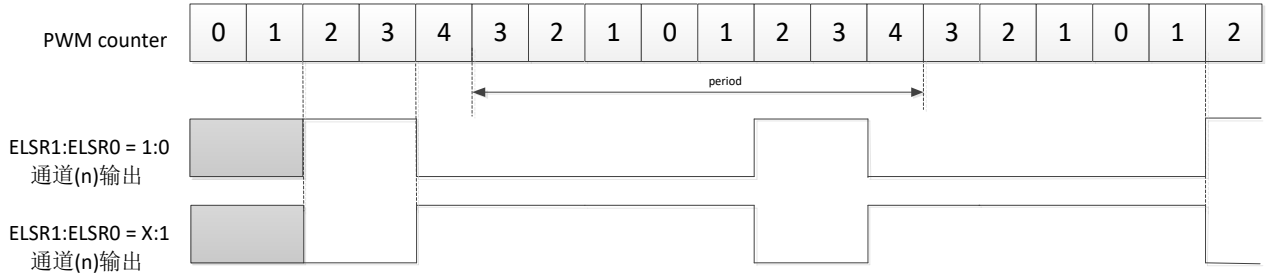 PWM counter 0 1 2 3 4 3 2 1 0 1 2 3 4 3 2 1 0 1 2
period
ELSR1:ELSR0 = 1:0
通道(n)输出
ELSR1:ELSR0 = X:1
通道(n)输出